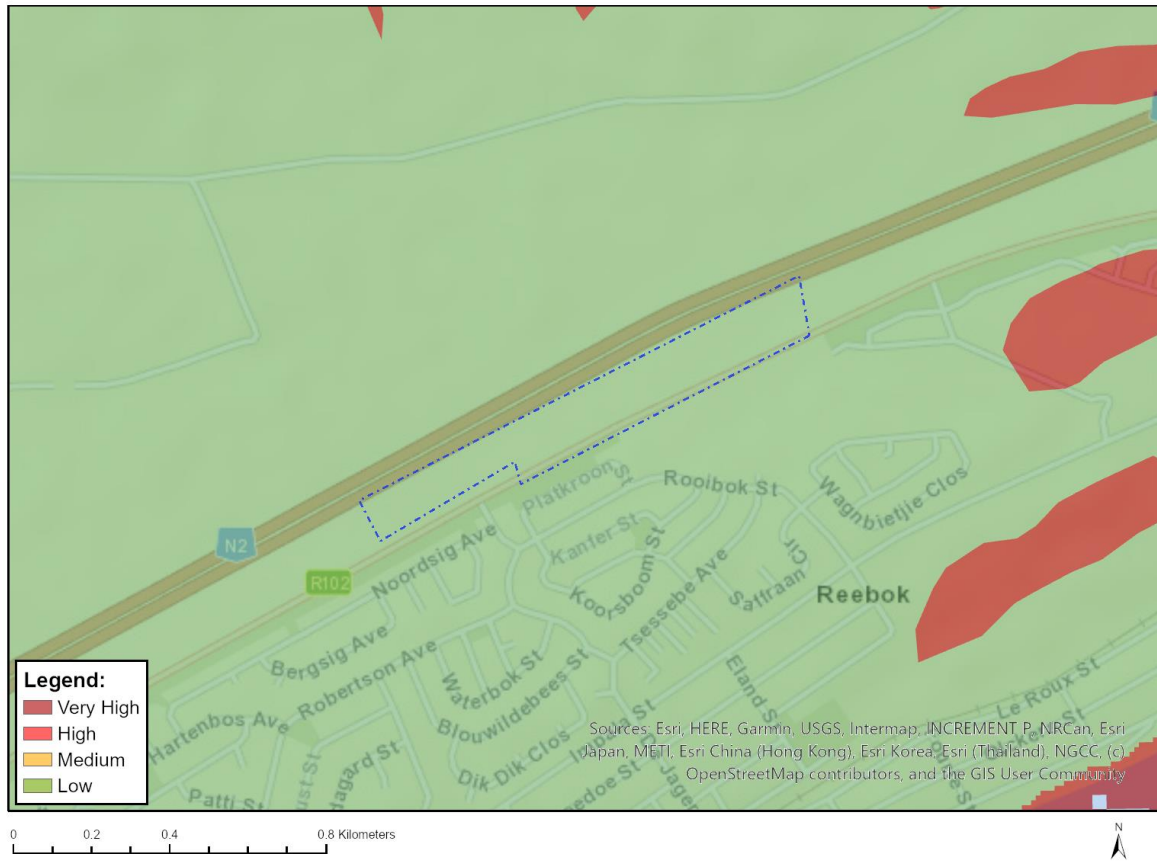 N2
R102
Noordsig Ave
Platkroon St
Rooibok St
Wagnbietjie Clos
Kanfer St
Koorsboom St
Tsessebe Ave
Saffraan Cir
Reebok
Bergsig Ave
Robertson Ave
Waterbok St
Blouwildebees St
Eland St
Le Roux St
Hartenbos Ave
Dik Dik Clos
Patti St
Legend:
Very High
High
Medium
Low
Sources: Esri, HERE, Garmin, USGS, Intermap, INCREMENT P, NRCan, Esri
Japan, METI, Esri China (Hong Kong), Esri Korea, Esri (Thailand), NGCC, (c)
OpenStreetMap contributors, and the GIS User Community
0 0.2 0.4 0.8 Kilometers
N